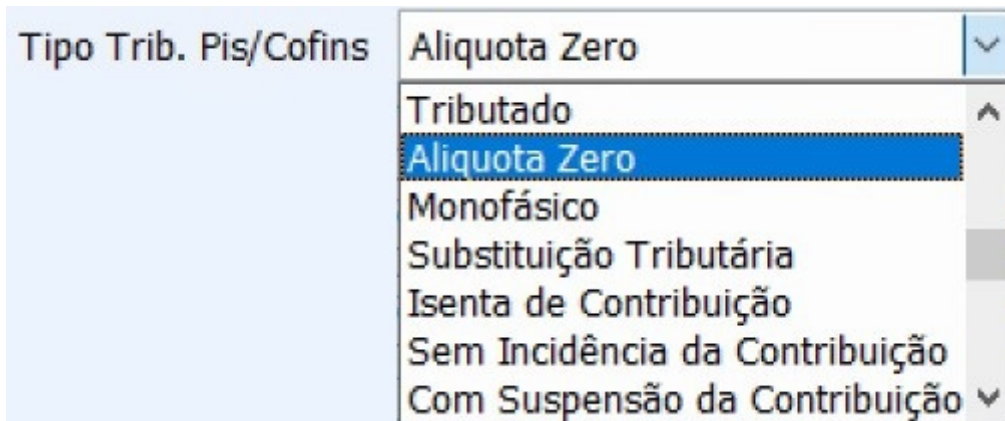 Tipo Trib. Pis/Cofins Aliquota Zero
Tributado
Aliquota Zero
Monofásico
Substituição Tributária
Isenta de Contribuição
Sem Incidência da Contribuição
Com Suspensão da Contribuição